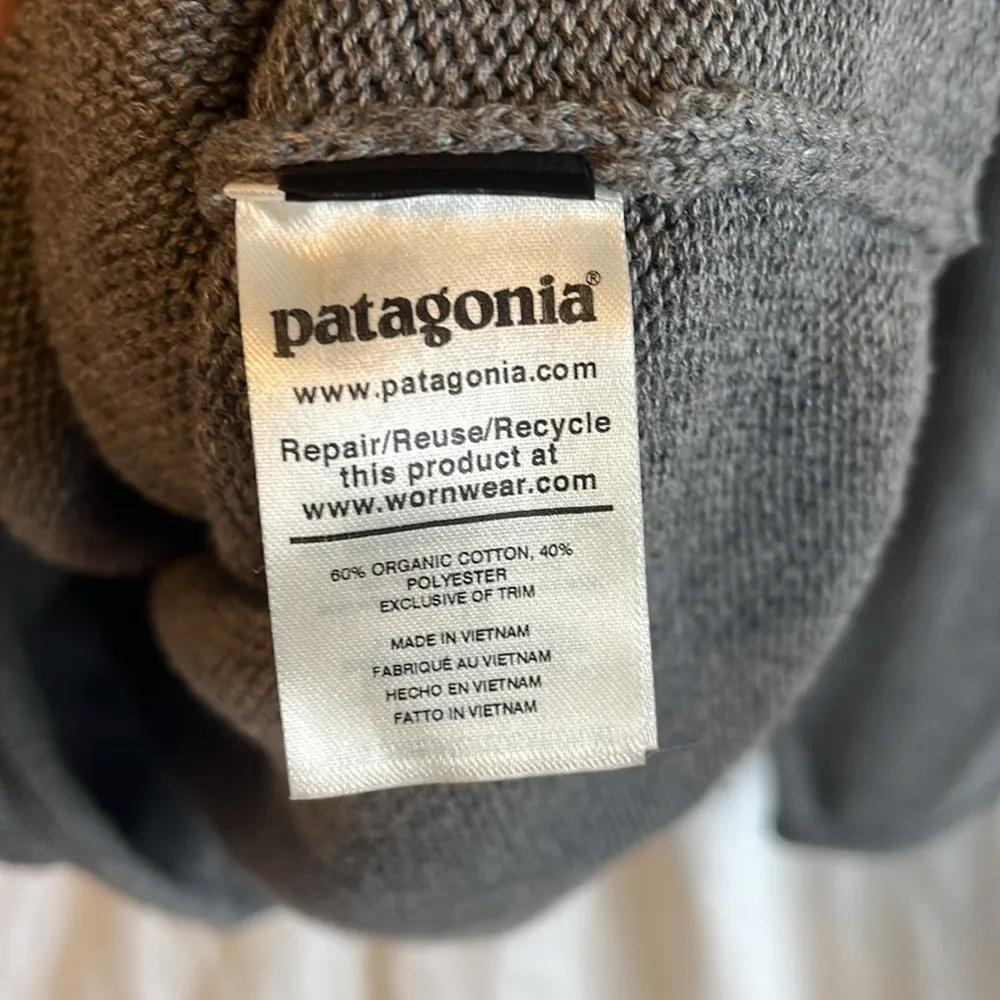 patagonia®
www.patagonia.com
Repair/Reuse/Recycle
this product at
www.wornwear.com
60% ORGANIC COTTON, 40%
POLYESTER
EXCLUSIVE OF TRIM
MADE IN VIETNAM
FABRIQUÉ AU VIETNAM
HECHO EN VIETNAM
FATTO IN VIETNAM